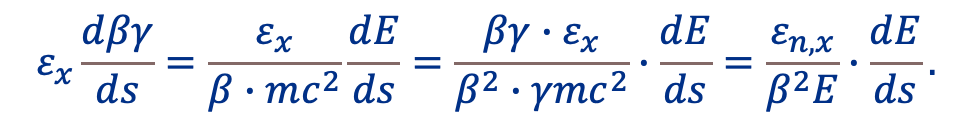 εₓ dβγ/ds = εₓ/(β · mc²) dE/ds = (βγ · εₓ)/(β² · γmc²) · dE/ds = εₙ,ₓ/(β²E) · dE/ds.